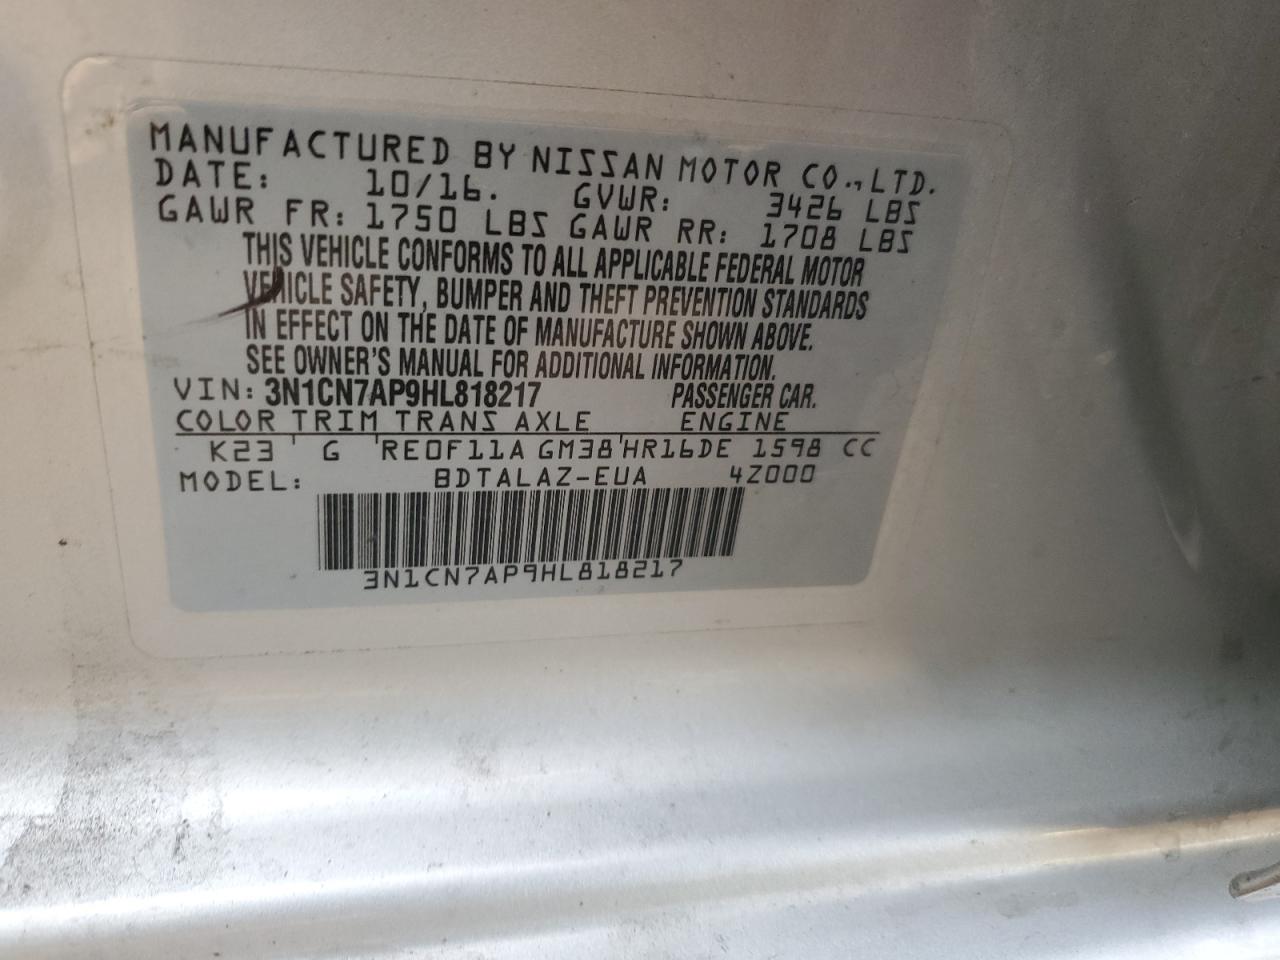 MANUFACTURED BY NISSAN MOTOR CO.,LTD.
DATE: 10/16. GVWR: 3426 LBS
GAWR FR: 1750 LBS GAWR RR: 1708 LBS
THIS VEHICLE CONFORMS TO ALL APPLICABLE FEDERAL MOTOR
VEHICLE SAFETY, BUMPER AND THEFT PREVENTION STANDARDS
IN EFFECT ON THE DATE OF MANUFACTURE SHOWN ABOVE.
SEE OWNER'S MANUAL FOR ADDITIONAL INFORMATION.
VIN: 3N1CN7AP9HL818217 PASSENGER CAR.
COLOR TRIM TRANS AXLE ENGINE
K23 ' G 'RE0F11A GM38'HR16DE 1598 CC
MODEL: BDTALAZ-EUA 4Z000
3N1CN7AP9HL818217